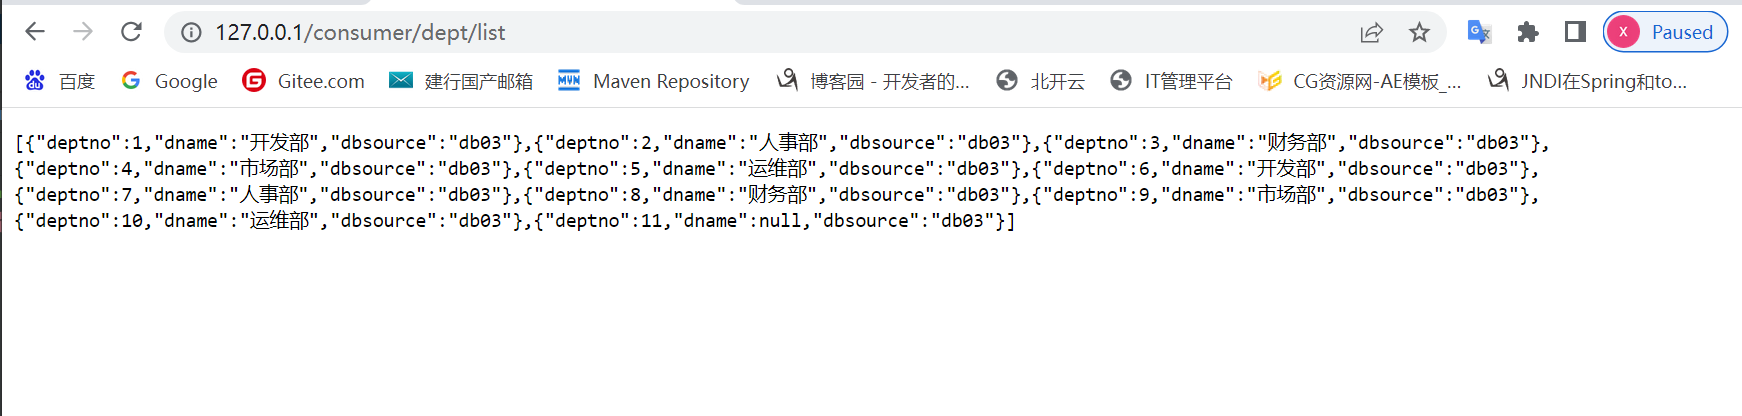 127.0.0.1/consumer/dept/list
X Paused
百度 Google Gitee.com 建行国产邮箱 Maven Repository 博客园 - 开发者的... 北开云 IT管理平台 CG资源网-AE模板_... JNDI在Spring和to...
[{"deptno":1,"dname":"开发部","dbsource":"db03"},{"deptno":2,"dname":"人事部","dbsource":"db03"},{"deptno":3,"dname":"财务部","dbsource":"db03"},
{"deptno":4,"dname":"市场部","dbsource":"db03"},{"deptno":5,"dname":"运维部","dbsource":"db03"},{"deptno":6,"dname":"开发部","dbsource":"db03"},
{"deptno":7,"dname":"人事部","dbsource":"db03"},{"deptno":8,"dname":"财务部","dbsource":"db03"},{"deptno":9,"dname":"市场部","dbsource":"db03"},
{"deptno":10,"dname":"运维部","dbsource":"db03"},{"deptno":11,"dname":null,"dbsource":"db03"}]